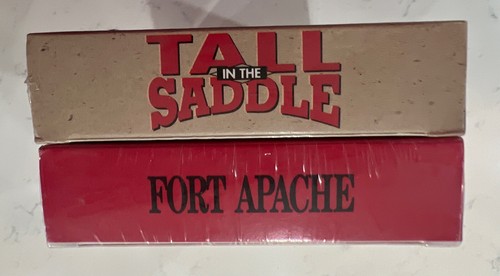 TALL
IN THE
SADDLE
FORT APACHE